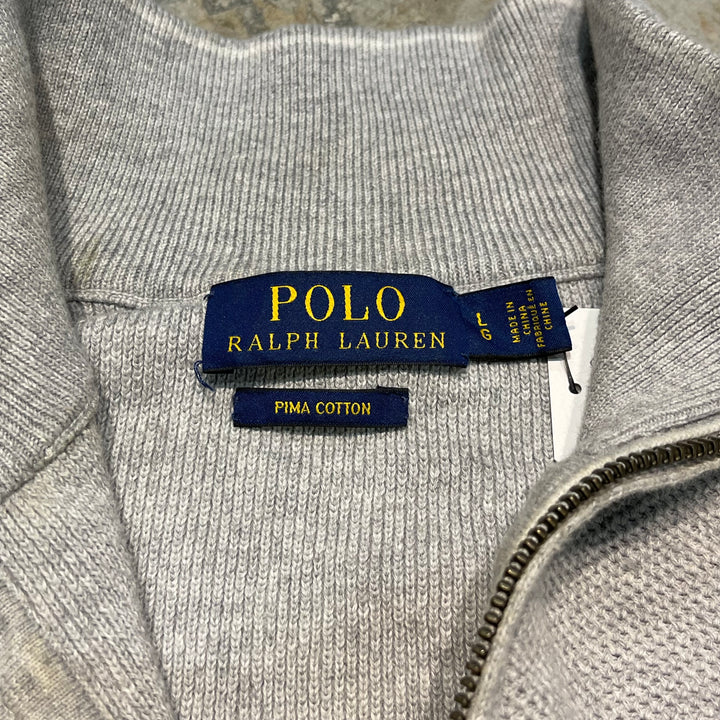 POLO
RALPH LAUREN
L
G
MADE IN
CHINA
FABRIQUÉ EN
CHINE
PIMA COTTON